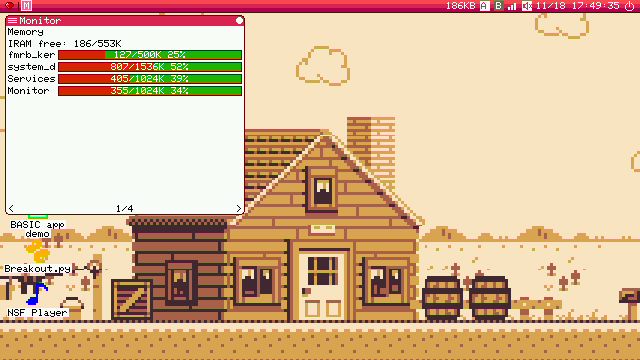 M
186KB A B 11/18 17:49:35
Monitor
Memory
IRAM free: 186/553K
fmrb_ker 127/500K 25%
system_d 807/1536K 52%
Services 405/1024K 39%
Monitor 355/1024K 34%
< 1/4 >
BASIC app
demo
Breakout.py
NSF Player